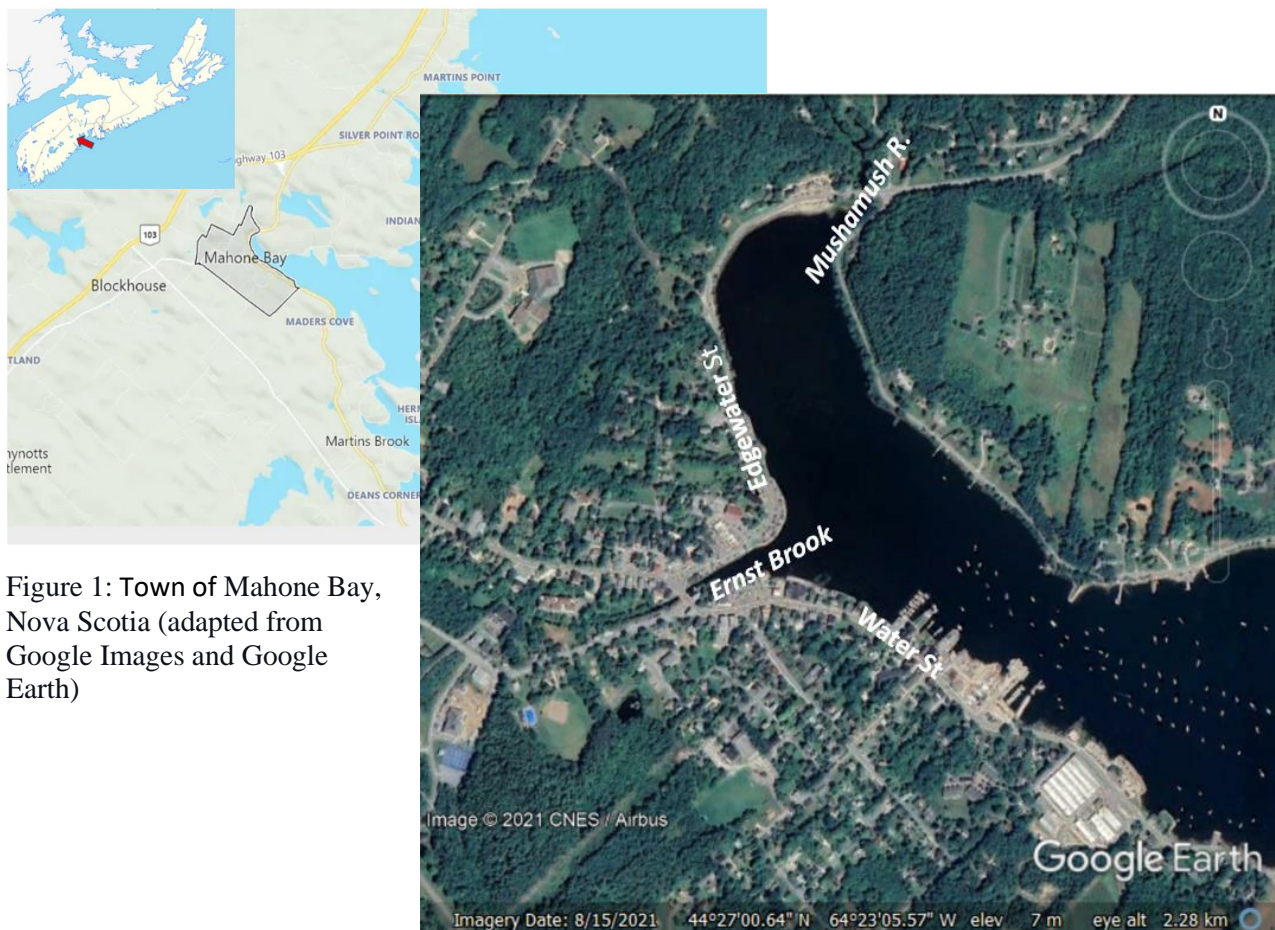 MARTINS POINT
SILVER POINT RO
ghway 103
INDIAN
103
Mahone Bay
Blockhouse
MADERS COVE
TLAND
HERM
ISL
Martins Brook
hynotts
tlement
DEANS CORNER
N
Mushamush R.
Edgewater St
Ernst Brook
Water St
Image © 2021 CNES / Airbus
Google Earth
Imagery Date: 8/15/2021 44°27'00.64" N 64°23'05.57" W elev 7 m eye alt 2.28 km
Figure 1: Town of Mahone Bay,
Nova Scotia (adapted from
Google Images and Google
Earth)